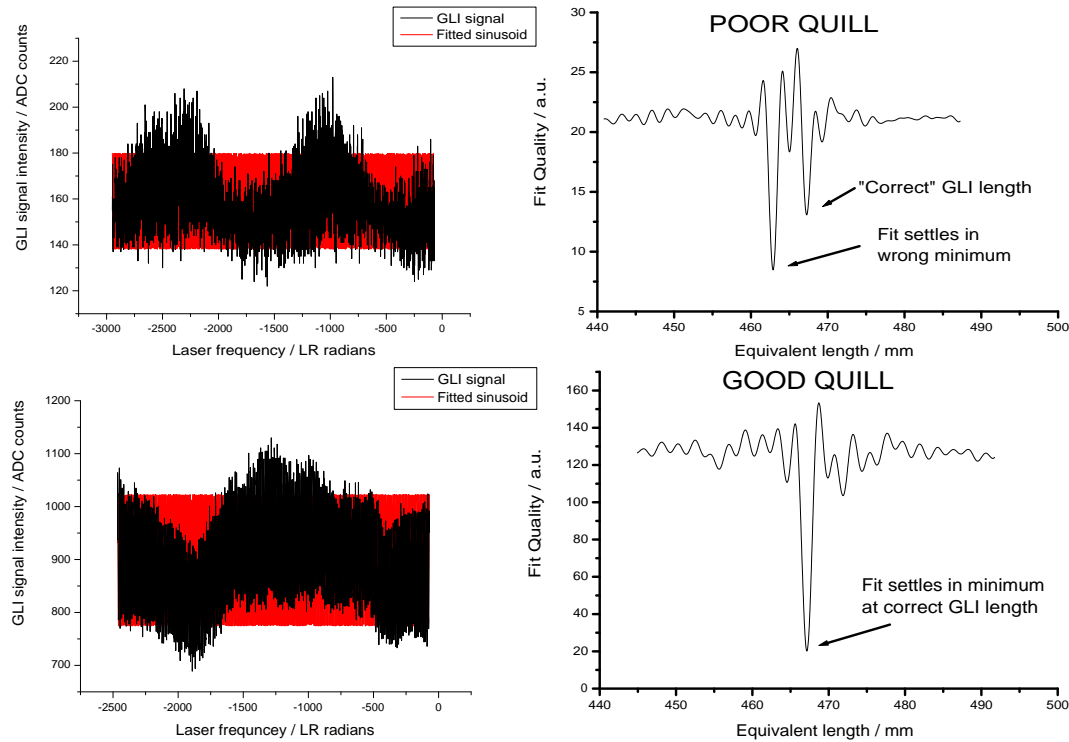 GLI signal
Fitted sinusoid
GLI signal intensity / ADC counts
220
200
180
160
140
120
-3000
-2500
-2000
-1500
-1000
-500
0
Laser frequency / LR radians
POOR QUILL
Fit Quality / a.u.
30
25
20
15
10
5
"Correct" GLI length
Fit settles in
wrong minimum
440
450
460
470
480
490
500
Equivalent length / mm
GLI signal
Fitted sinusoid
GLI signal intensity / ADC counts
1200
1100
1000
900
800
700
-2500
-2000
-1500
-1000
-500
0
Laser frequncey / LR radians
GOOD QUILL
Fit Quality / a.u.
160
140
120
100
80
60
40
20
0
Fit settles in minimum
at correct GLI length
440
450
460
470
480
490
500
Equivalent length / mm